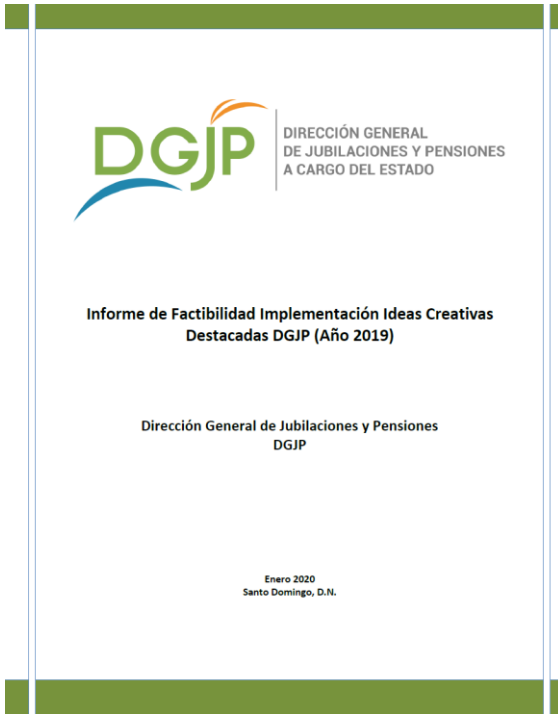 DGJP
DIRECCIÓN GENERAL
DE JUBILACIONES Y PENSIONES
A CARGO DEL ESTADO
Informe de Factibilidad Implementación Ideas Creativas
Destacadas DGJP (Año 2019)
Dirección General de Jubilaciones y Pensiones
DGJP
Enero 2020
Santo Domingo, D.N.